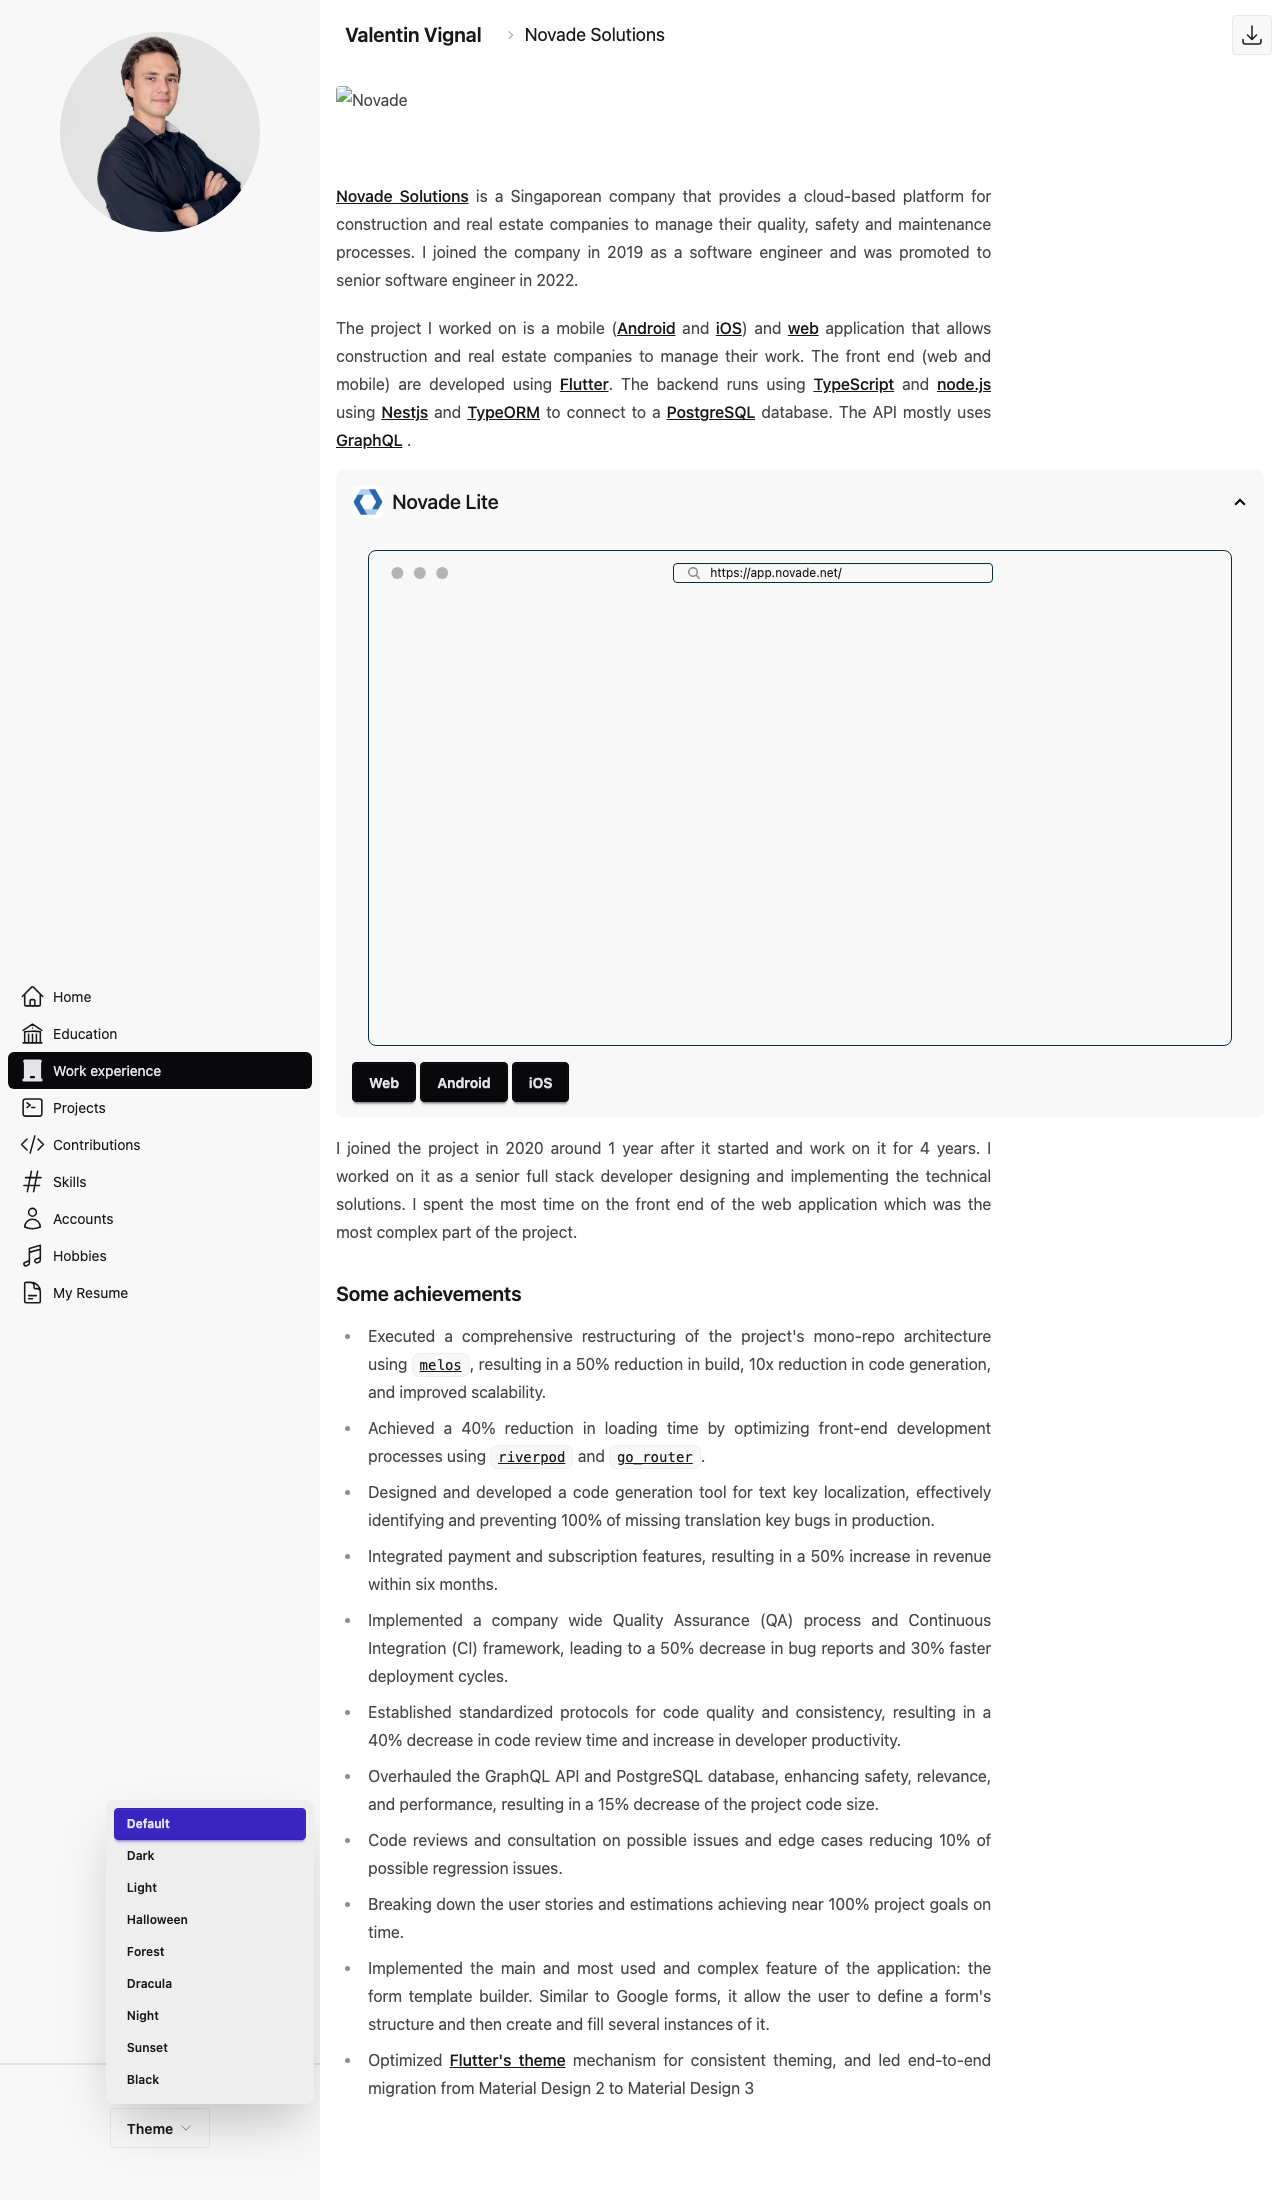 Valentin Vignal
Novade Solutions
Novade
Novade Solutions is a Singaporean company that provides a cloud-based platform for
construction and real estate companies to manage their quality, safety and maintenance
processes. I joined the company in 2019 as a software engineer and was promoted to
senior software engineer in 2022.
The project I worked on is a mobile (Android and iOS) and web application that allows
construction and real estate companies to manage their work. The front end (web and
mobile) are developed using Flutter. The backend runs using TypeScript and node.js
using Nestjs and TypeORM to connect to a PostgreSQL database. The API mostly uses
GraphQL .
Novade Lite
https://app.novade.net/
Web
Android
iOS
I joined the project in 2020 around 1 year after it started and work on it for 4 years. I
worked on it as a senior full stack developer designing and implementing the technical
solutions. I spent the most time on the front end of the web application which was the
most complex part of the project.
Some achievements
• Executed a comprehensive restructuring of the project's mono-repo architecture
using melos, resulting in a 50% reduction in build, 10x reduction in code generation,
and improved scalability.
• Achieved a 40% reduction in loading time by optimizing front-end development
processes using riverpod and go_router.
• Designed and developed a code generation tool for text key localization, effectively
identifying and preventing 100% of missing translation key bugs in production.
• Integrated payment and subscription features, resulting in a 50% increase in revenue
within six months.
• Implemented a company wide Quality Assurance (QA) process and Continuous
Integration (CI) framework, leading to a 50% decrease in bug reports and 30% faster
deployment cycles.
• Established standardized protocols for code quality and consistency, resulting in a
40% decrease in code review time and increase in developer productivity.
• Overhauled the GraphQL API and PostgreSQL database, enhancing safety, relevance,
and performance, resulting in a 15% decrease of the project code size.
• Code reviews and consultation on possible issues and edge cases reducing 10% of
possible regression issues.
• Breaking down the user stories and estimations achieving near 100% project goals on
time.
• Implemented the main and most used and complex feature of the application: the
form template builder. Similar to Google forms, it allow the user to define a form's
structure and then create and fill several instances of it.
• Optimized Flutter's theme mechanism for consistent theming, and led end-to-end
migration from Material Design 2 to Material Design 3
Home
Education
Work experience
Projects
Contributions
Skills
Accounts
Hobbies
My Resume
Default
Dark
Light
Halloween
Forest
Dracula
Night
Sunset
Black
Theme